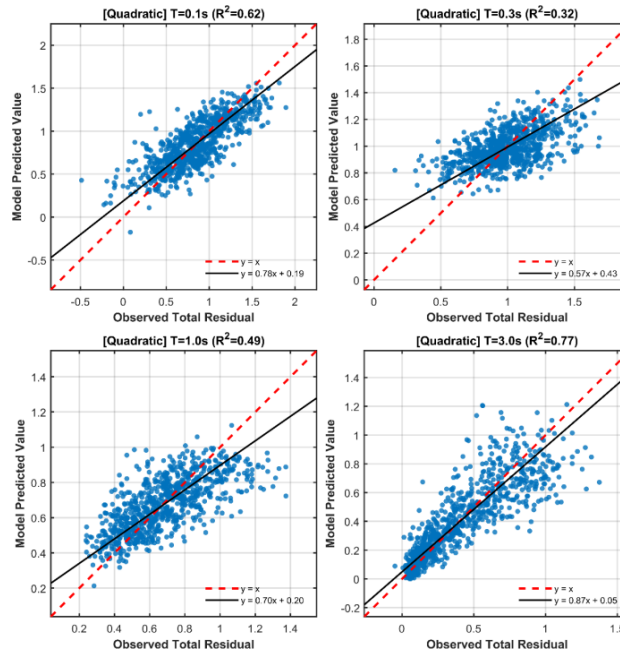 [Quadratic] T=0.1s (R²=0.62)
Model Predicted Value
2
1.5
1
0.5
0
-0.5
-0.5 0 0.5 1 1.5 2
Observed Total Residual
y = x
y = 0.78x + 0.19
[Quadratic] T=0.3s (R²=0.32)
Model Predicted Value
1.8
1.6
1.4
1.2
1
0.8
0.6
0.4
0.2
0
0 0.5 1 1.5
Observed Total Residual
y = x
y = 0.57x + 0.43
[Quadratic] T=1.0s (R²=0.49)
Model Predicted Value
1.4
1.2
1
0.8
0.6
0.4
0.2
0.2 0.4 0.6 0.8 1 1.2 1.4
Observed Total Residual
y = x
y = 0.70x + 0.20
[Quadratic] T=3.0s (R²=0.77)
Model Predicted Value
1.4
1.2
1
0.8
0.6
0.4
0.2
0
-0.2
0 0.5 1 1.5
Observed Total Residual
y = x
y = 0.87x + 0.05